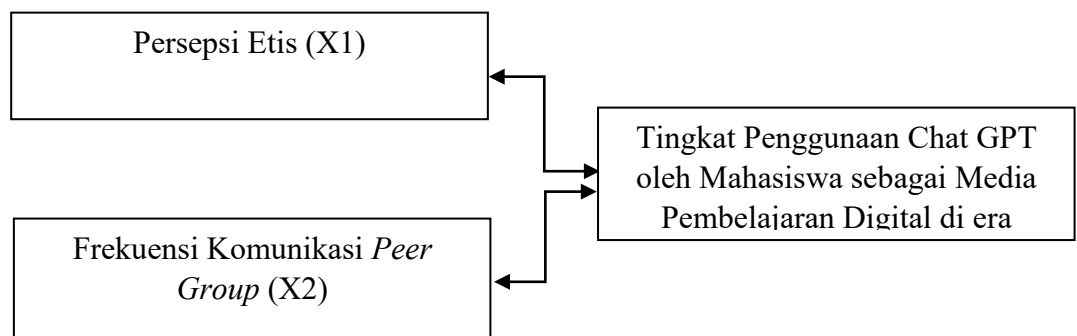 Persepsi Etis (X1)
Tingkat Penggunaan Chat GPT
oleh Mahasiswa sebagai Media
Pembelajaran Digital di era
Frekuensi Komunikasi Peer
Group (X2)